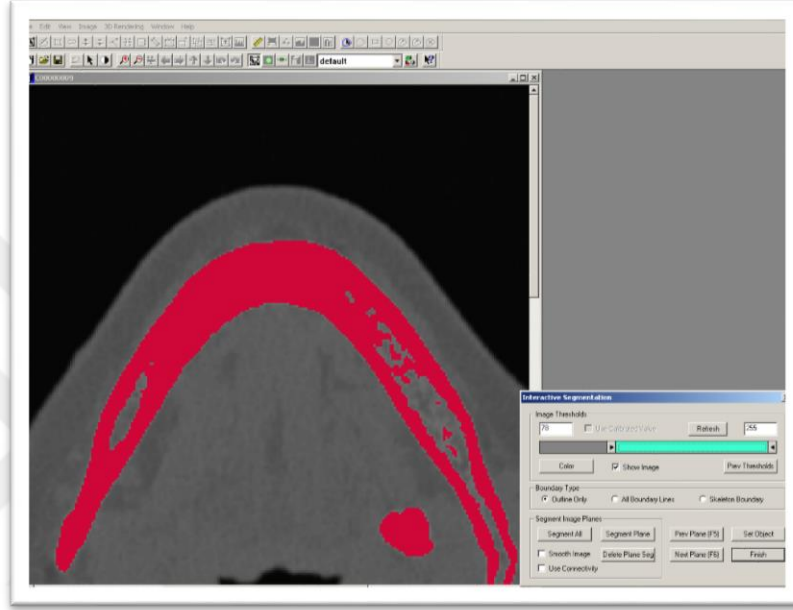 Edit View Image 3D Rendering Window Help
default
Interactive Segmentation
Image Thresholds
78 Use Calibrated Value Refresh 255
Color Show Image Prev Thresholds
Boundary Type
Outline Only All Boundary Lines Skeleton Boundary
Segment Image Planes
Segment All Segment Plane Prev Plane (F5) Set Object
Smooth Image Delete Plane Seg Next Plane (F6) Finish
Use Connectivity